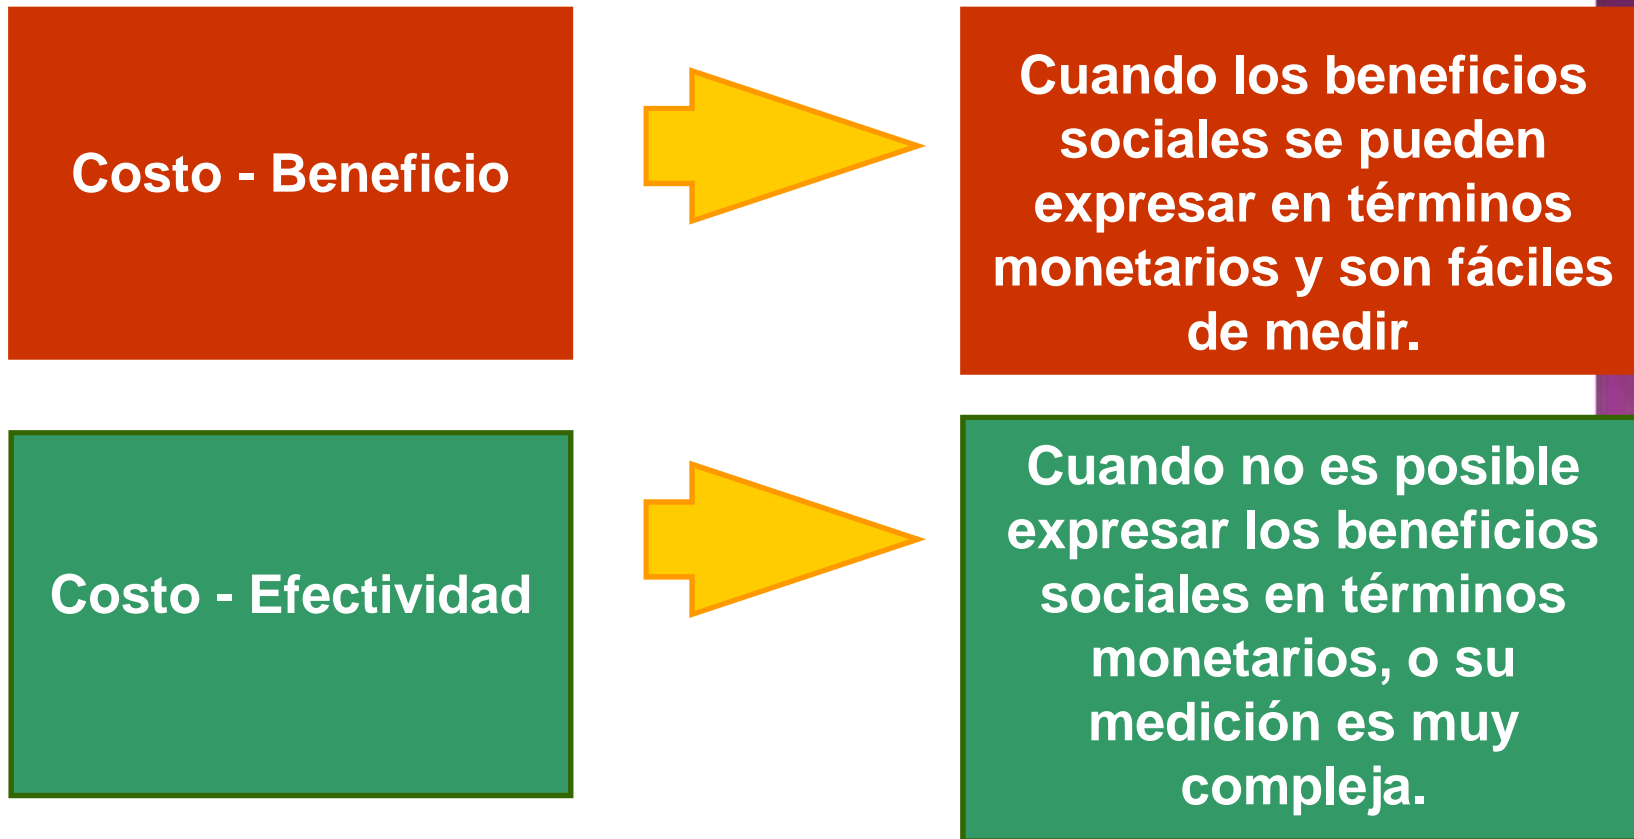 Costo - Beneficio
Cuando los beneficios
sociales se pueden
expresar en términos
monetarios y son fáciles
de medir.
Costo - Efectividad
Cuando no es posible
expresar los beneficios
sociales en términos
monetarios, o su
medición es muy
compleja.